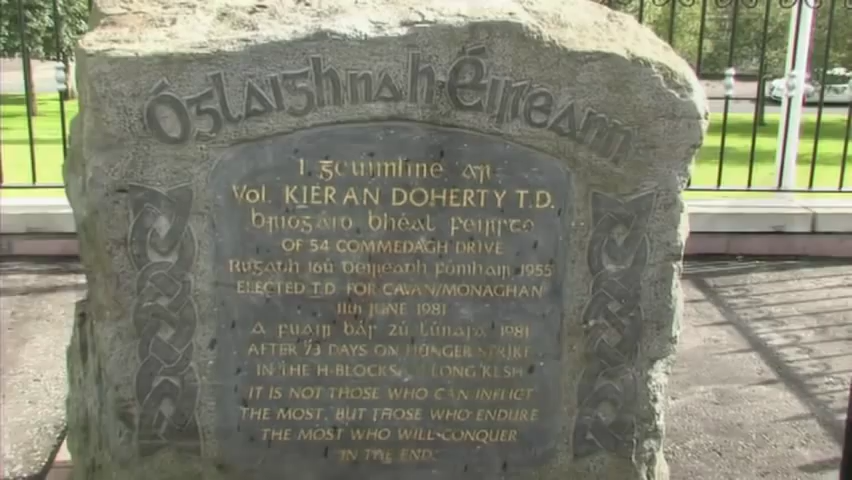 Óglaigh na h-Éireann
I gcuimhne an
Vol. KIERAN DOHERTY T.D.
briogáid bhéal feirste
OF 54 COMMEDAGH DRIVE
Rugadh 16ú Deireadh Fómhair 1955
ELECTED T.D. FOR CAVAN/MONAGHAN
11th JUNE 1981
A fuair bás 2ú Lúnasa 1981
AFTER 73 DAYS ON HUNGER STRIKE
IN THE H-BLOCKS LONG KESH
IT IS NOT THOSE WHO CAN INFLICT
THE MOST, BUT THOSE WHO ENDURE
THE MOST WHO WILL CONQUER
IN THE END.